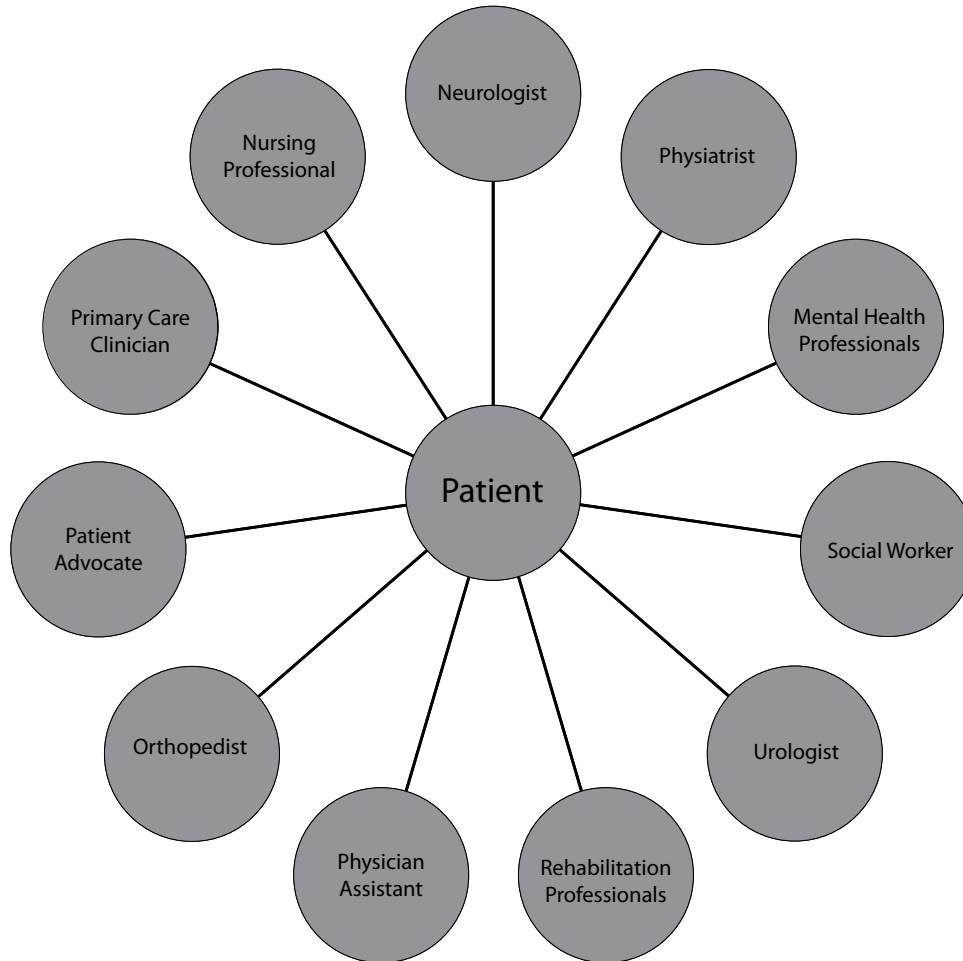 Neurologist
Nursing
Professional
Physiatrist
Primary Care
Clinician
Mental Health
Professionals
Patient
Patient
Advocate
Social Worker
Orthopedist
Urologist
Physician
Assistant
Rehabilitation
Professionals